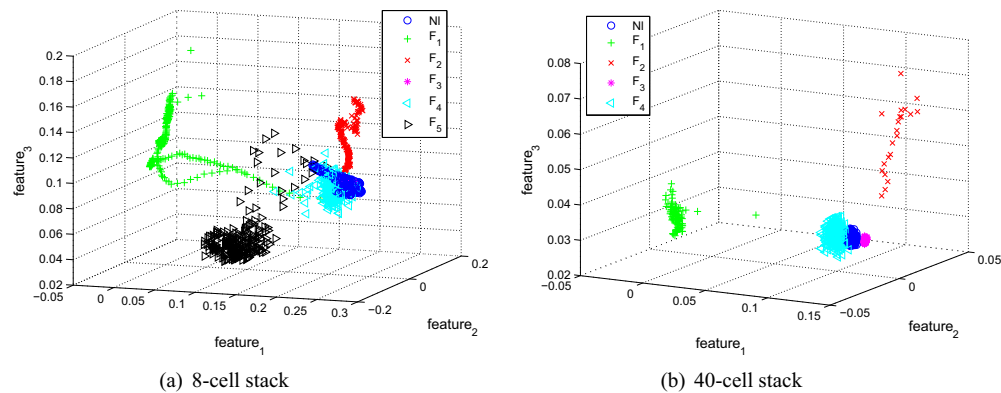 0.2
0.18
0.16
0.14
0.12
0.1
0.08
0.06
0.04
0.02
feature₃
−0.05
0
0.05
0.1
0.15
0.2
0.25
0.3
feature₁
−0.2
0
0.2
feature₂
NI
F₁
F₂
F₃
F₄
F₅
(a) 8-cell stack
0.08
0.07
0.06
0.05
0.04
0.03
0.02
feature₃
−0.05
0
0.05
0.1
0.15
feature₁
−0.05
0
0.05
feature₂
NI
F₁
F₂
F₃
F₄
(b) 40-cell stack